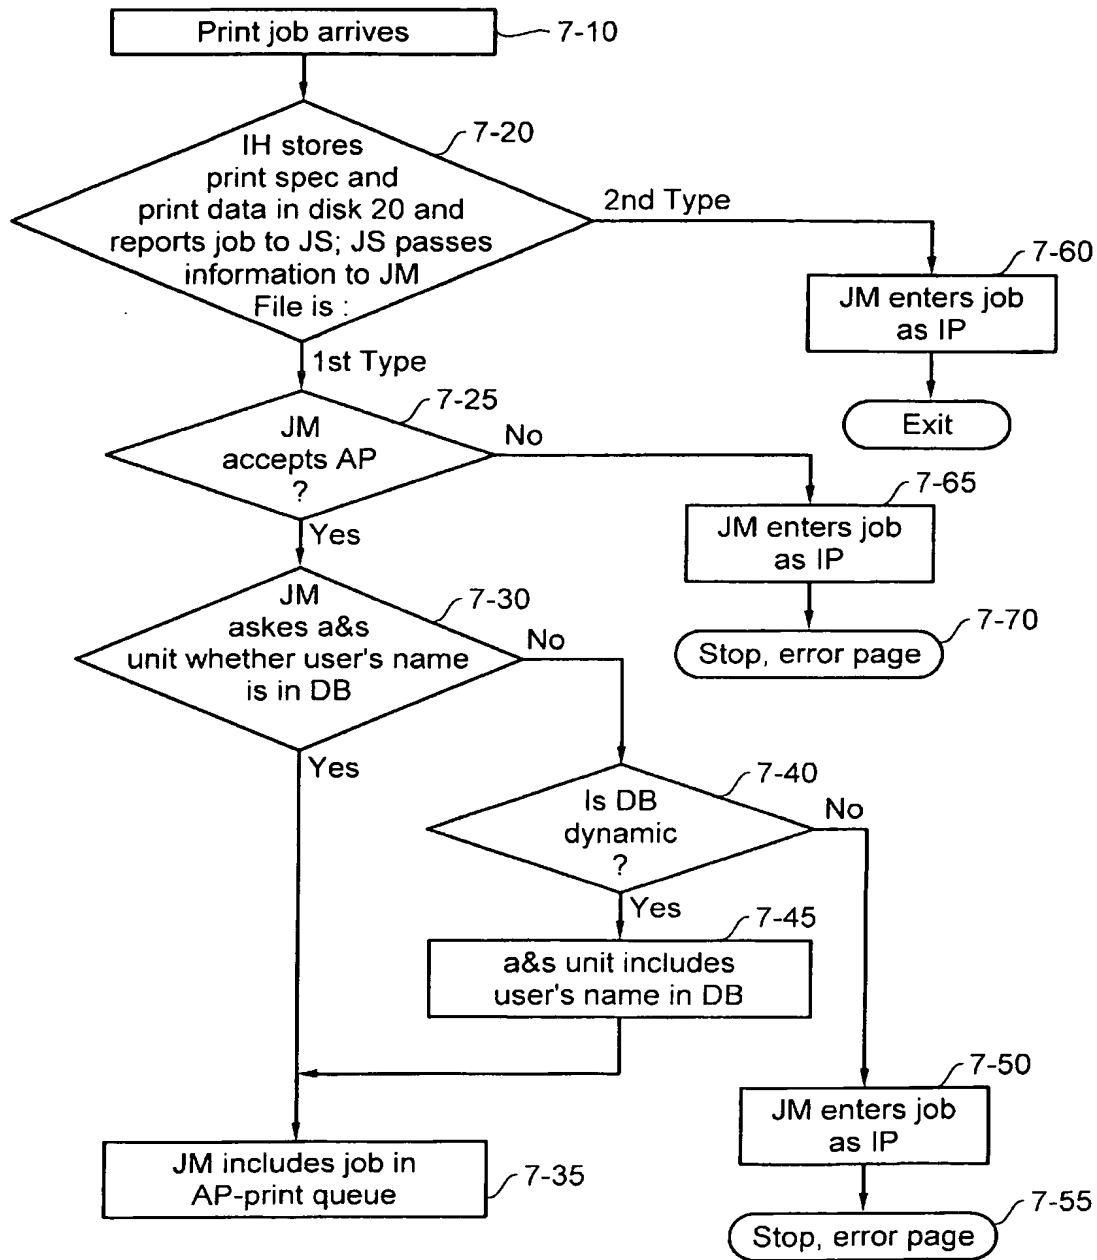 Print job arrives
7-10
7-20
IH stores
print spec and
print data in disk 20 and
reports job to JS; JS passes
information to JM
File is :
2nd Type
7-60
JM enters job
as IP
Exit
1st Type
7-25
JM
accepts AP
?
No
7-65
JM enters job
as IP
7-70
Stop, error page
Yes
7-30
JM
askes a&s
unit whether user's name
is in DB
No
Yes
7-40
Is DB
dynamic
?
No
Yes
7-45
a&s unit includes
user's name in DB
7-50
JM enters job
as IP
7-55
Stop, error page
JM includes job in
AP-print queue
7-35